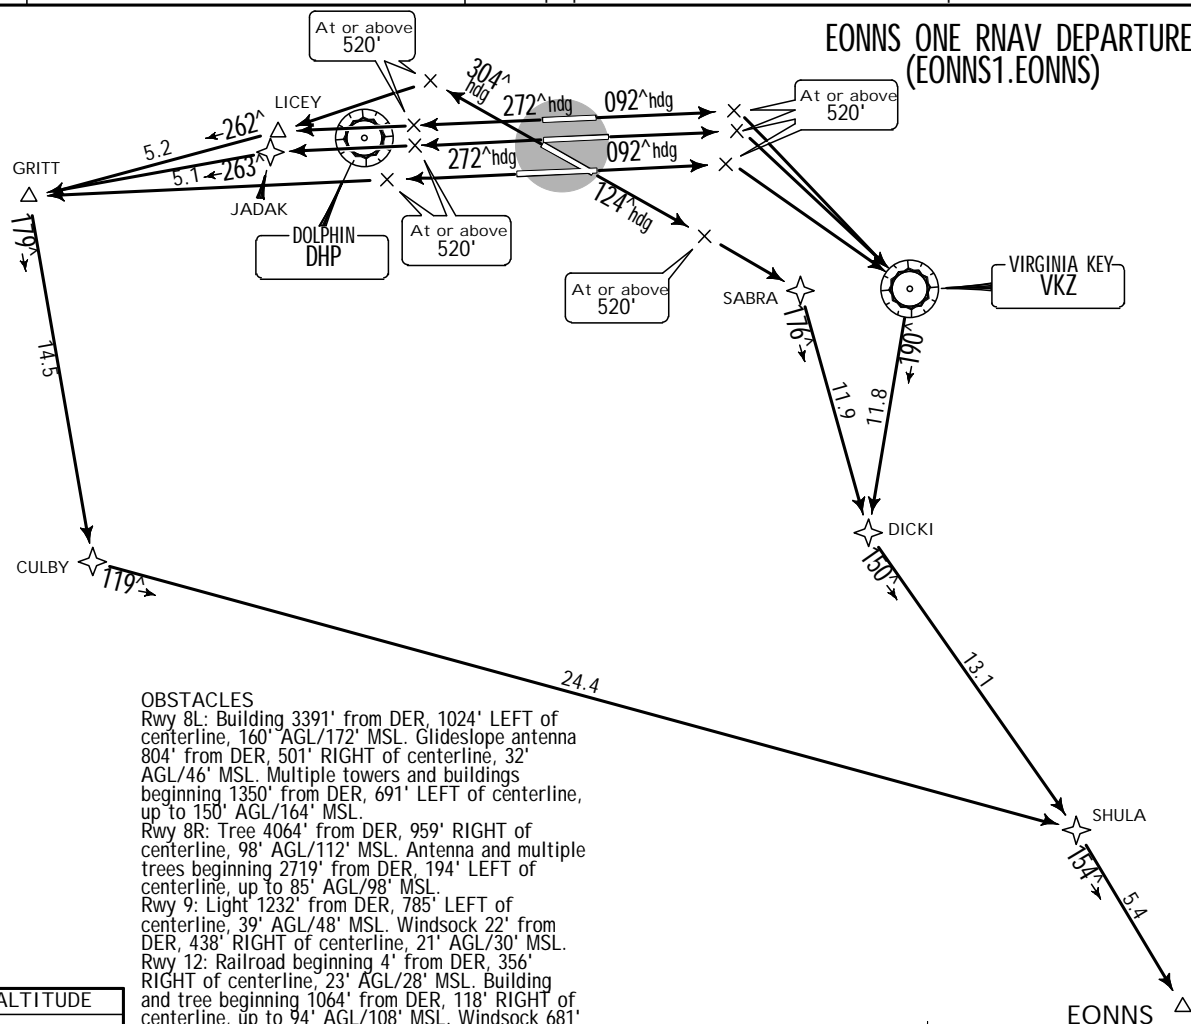 EONNS ONE RNAV DEPARTURE
(EONNS1.EONNS)
At or above
520'
304^
hdg
272^hdg
092^hdg
At or above
520'
LICEY
262^
5.2
GRITT
5.1
263^
272^hdg
092^hdg
JADAK
DOLPHIN
DHP
At or above
520'
124^hdg
179^
At or above
520'
SABRA
VIRGINIA KEY
VKZ
176^
190^
14.5
11.9
11.8
DICKI
150^
CULBY
119^
24.4
13.1
OBSTACLES
Rwy 8L: Building 3391' from DER, 1024' LEFT of
centerline, 160' AGL/172' MSL. Glideslope antenna
804' from DER, 501' RIGHT of centerline, 32'
AGL/46' MSL. Multiple towers and buildings
beginning 1350' from DER, 691' LEFT of centerline,
up to 150' AGL/164' MSL.
Rwy 8R: Tree 4064' from DER, 959' RIGHT of
centerline, 98' AGL/112' MSL. Antenna and multiple
trees beginning 2719' from DER, 194' LEFT of
centerline, up to 85' AGL/98' MSL.
Rwy 9: Light 1232' from DER, 785' LEFT of
centerline, 39' AGL/48' MSL. Windsock 22' from
DER, 438' RIGHT of centerline, 21' AGL/30' MSL.
Rwy 12: Railroad beginning 4' from DER, 356'
RIGHT of centerline, 23' AGL/28' MSL. Building
and tree beginning 1064' from DER, 118' RIGHT of
centerline, up to 94' AGL/108' MSL. Windsock 681'
SHULA
154^
5.4
EONNS
ALTITUDE